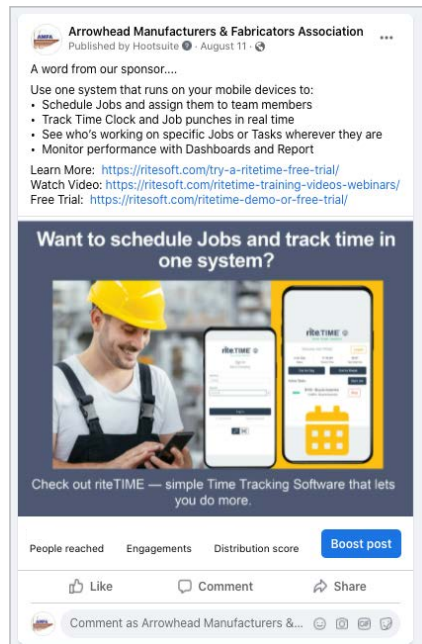 Arrowhead Manufacturers & Fabricators Association
Published by Hootsuite · August 11 ·
A word from our sponsor....
Use one system that runs on your mobile devices to:
• Schedule Jobs and assign them to team members
• Track Time Clock and Job punches in real time
• See who's working on specific Jobs or Tasks wherever they are
• Monitor performance with Dashboards and Report
Learn More: https://ritesoft.com/try-a-ritetime-free-trial/
Watch Video: https://ritesoft.com/ritetime-training-videos-webinars/
Free Trial: https://ritesoft.com/ritetime-demo-or-free-trial/
Want to schedule Jobs and track time in
one system?
riteTIME
riteTIME
Check out riteTIME — simple Time Tracking Software that lets
you do more.
People reached Engagements Distribution score Boost post
Like Comment Share
Comment as Arrowhead Manufacturers &... GIF